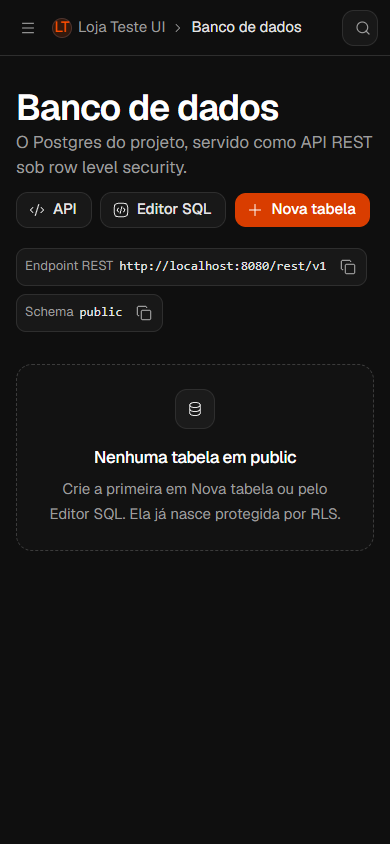 LT Loja Teste UI > Banco de dados
Banco de dados
O Postgres do projeto, servido como API REST
sob row level security.
API
Editor SQL
Nova tabela
Endpoint REST http://localhost:8080/rest/v1
Schema public
Nenhuma tabela em public
Crie a primeira em Nova tabela ou pelo
Editor SQL. Ela já nasce protegida por RLS.